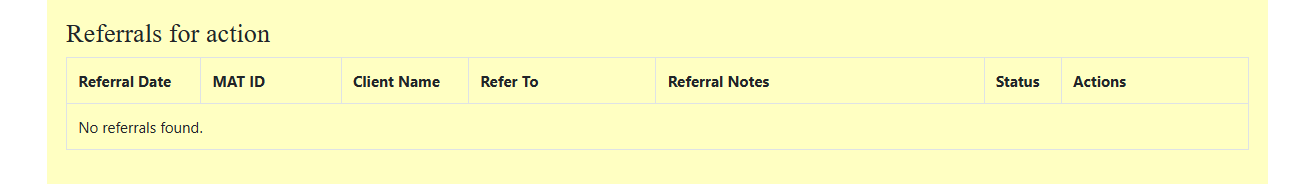 Referrals for action
Referral Date MAT ID Client Name Refer To Referral Notes Status Actions
No referrals found.